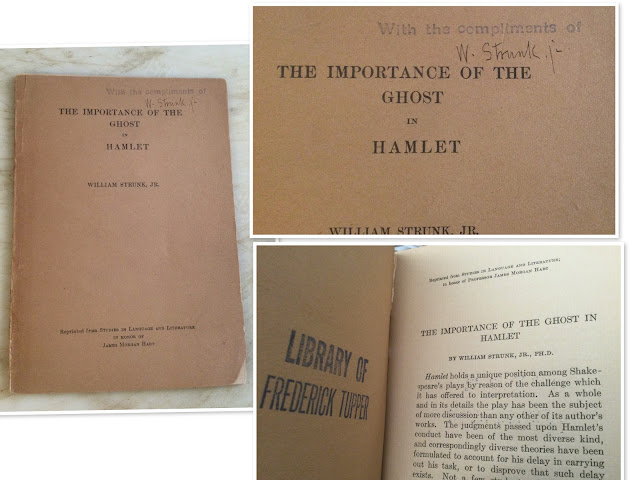 With the compliments of
W. Strunk jr
THE IMPORTANCE OF THE
GHOST
IN
HAMLET
WILLIAM STRUNK, JR.
Reprinted from STUDIES IN LANGUAGE AND LITERATURE
IN HONOR OF
JAMES MORGAN HART
With the compliments of
W. Strunk jr
THE IMPORTANCE OF THE
GHOST
IN
HAMLET
WILLIAM STRUNK, JR.
LIBRARY OF
FREDERICK TUPPER
Reprinted from STUDIES IN LANGUAGE AND LITERATURE;
in honor of PROFESSOR JAMES MORGAN HART
THE IMPORTANCE OF THE GHOST IN
HAMLET
BY WILLIAM STRUNK, JR., PH.D.
Hamlet holds a unique position among Shake-
speare's plays by reason of the challenge which
it has offered to interpretation. As a whole
and in its details the play has been the subject
of more discussion than any other of its author's
works. The judgments passed upon Hamlet's
conduct have been of the most diverse kind,
and correspondingly diverse theories have been
formulated to account for his delay in carrying
out his task, or to disprove that such delay
exists. Not a few